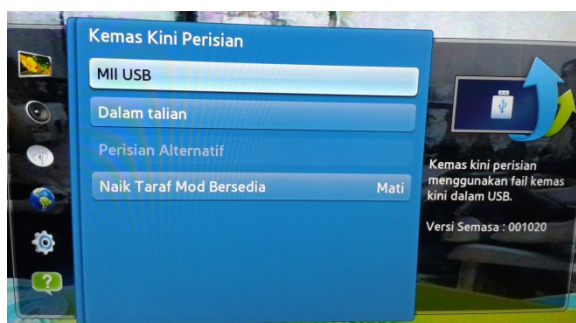 Kemas Kini Perisian
MII USB
Dalam talian
Perisian Alternatif
Naik Taraf Mod Bersedia Mati
Kemas kini perisian
menggunakan fail kemas
kini dalam USB.
Versi Semasa : 001020
?